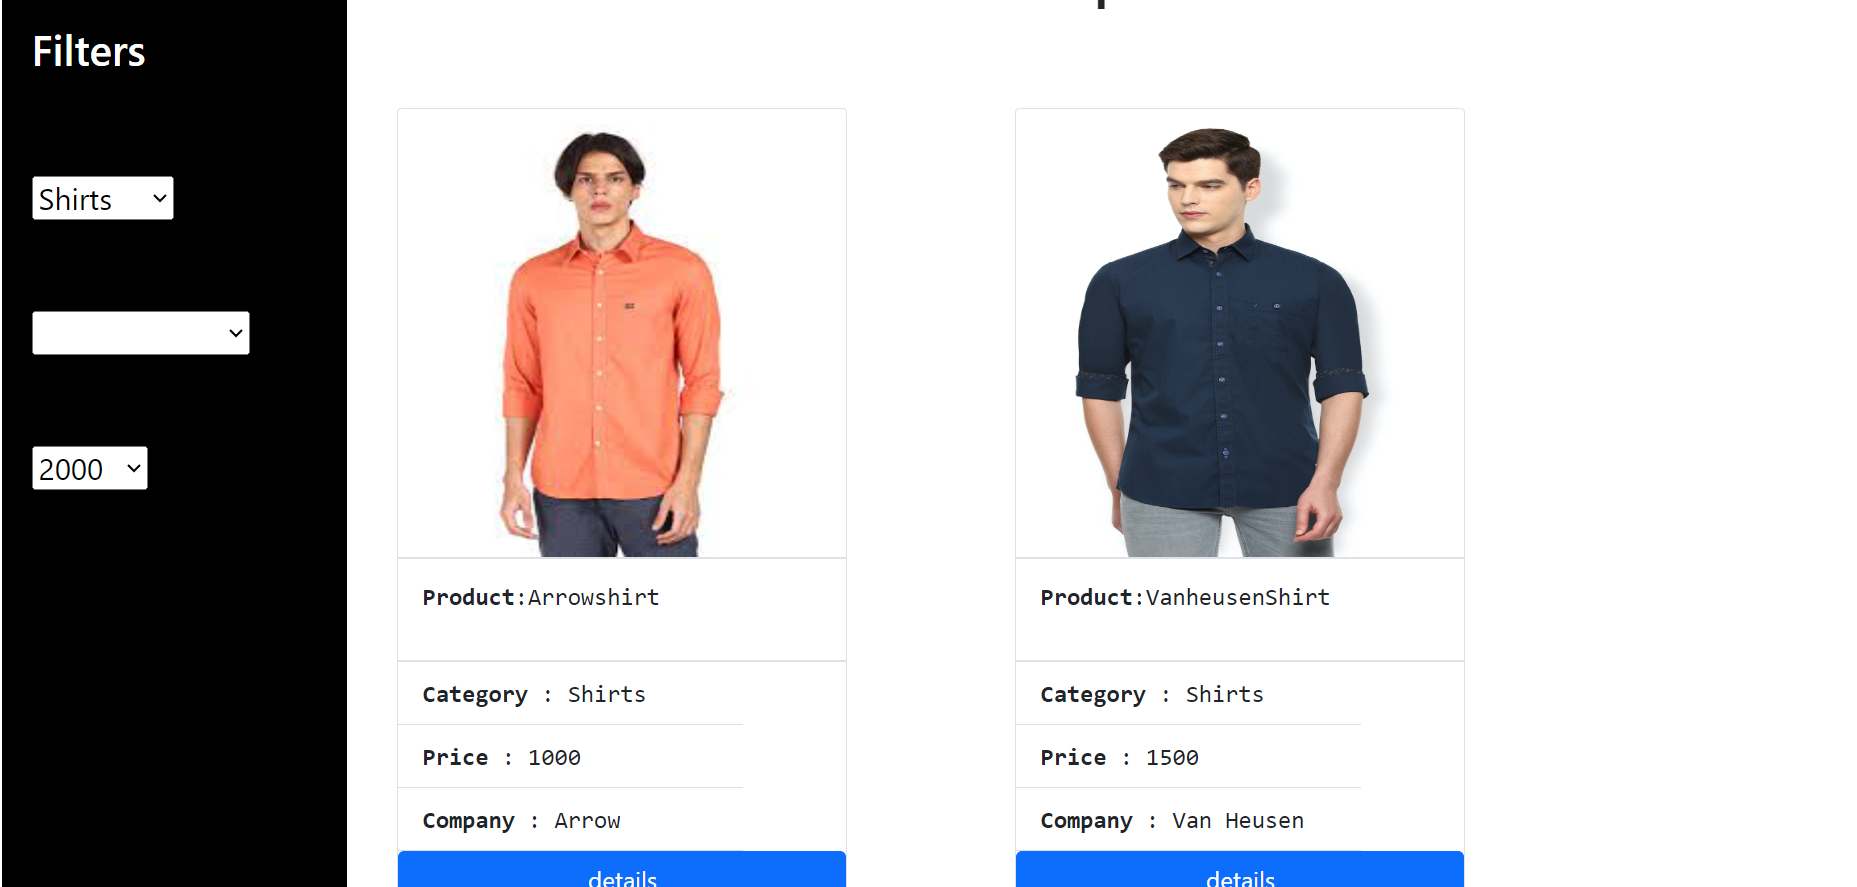 Filters
Shirts
2000
Product:Arrowshirt
Category : Shirts
Price : 1000
Company : Arrow
details
Product:VanheusenShirt
Category : Shirts
Price : 1500
Company : Van Heusen
details